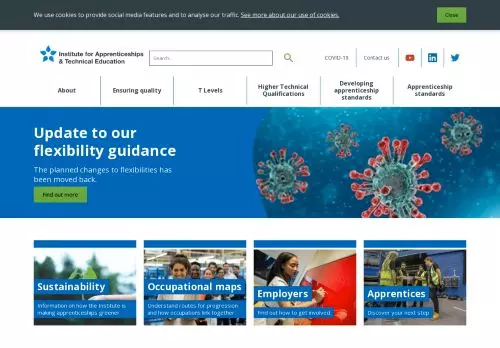 We use cookies to provide social media features and to analyse our traffic. See more about our use of cookies.
Close
Institute for Apprenticeships
& Technical Education
Search...
COVID-19
Contact us
About
Ensuring quality
T Levels
Higher Technical
Qualifications
Developing
apprenticeship
standards
Apprenticeship
standards
Update to our
flexibility guidance
The planned changes to flexibilities has
been moved back.
Find out more
Sustainability
Information on how the Institute is
making apprenticeships greener
Occupational maps
Understand routes for progression
and how occupations link together
Employers
Find out how to get involved.
Apprentices
Discover your next step